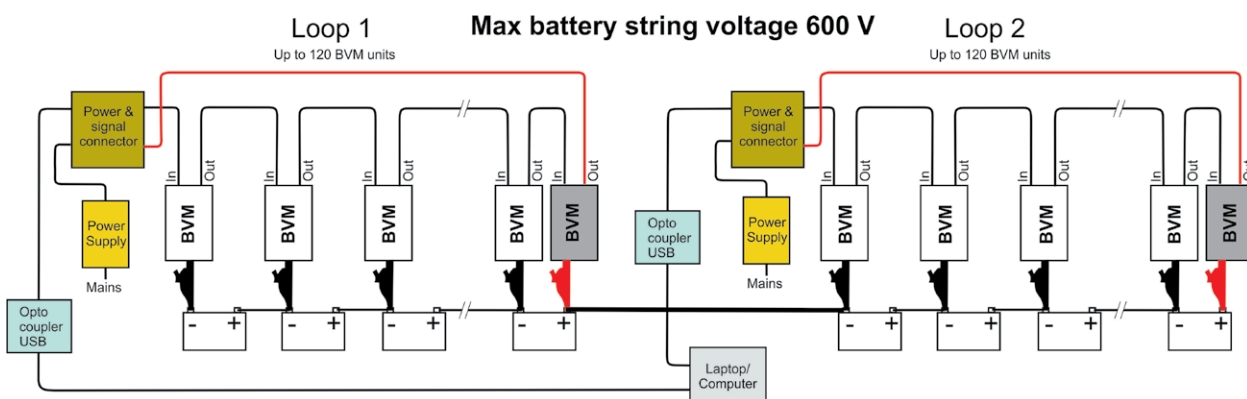 Loop 1
Max battery string voltage 600 V
Loop 2
Up to 120 BVM units
Up to 120 BVM units
Power &
signal
connector
In
Out
In
Out
In
Out
In
Out
In
Out
BVM
BVM
BVM
BVM
BVM
Power
Supply
Mains
Opto
coupler
USB
- +
- +
- +
- +
Power &
signal
connector
In
Out
In
Out
In
Out
In
Out
In
Out
BVM
BVM
BVM
BVM
BVM
Opto
coupler
USB
Power
Supply
Mains
- +
- +
- +
- +
Laptop/
Computer